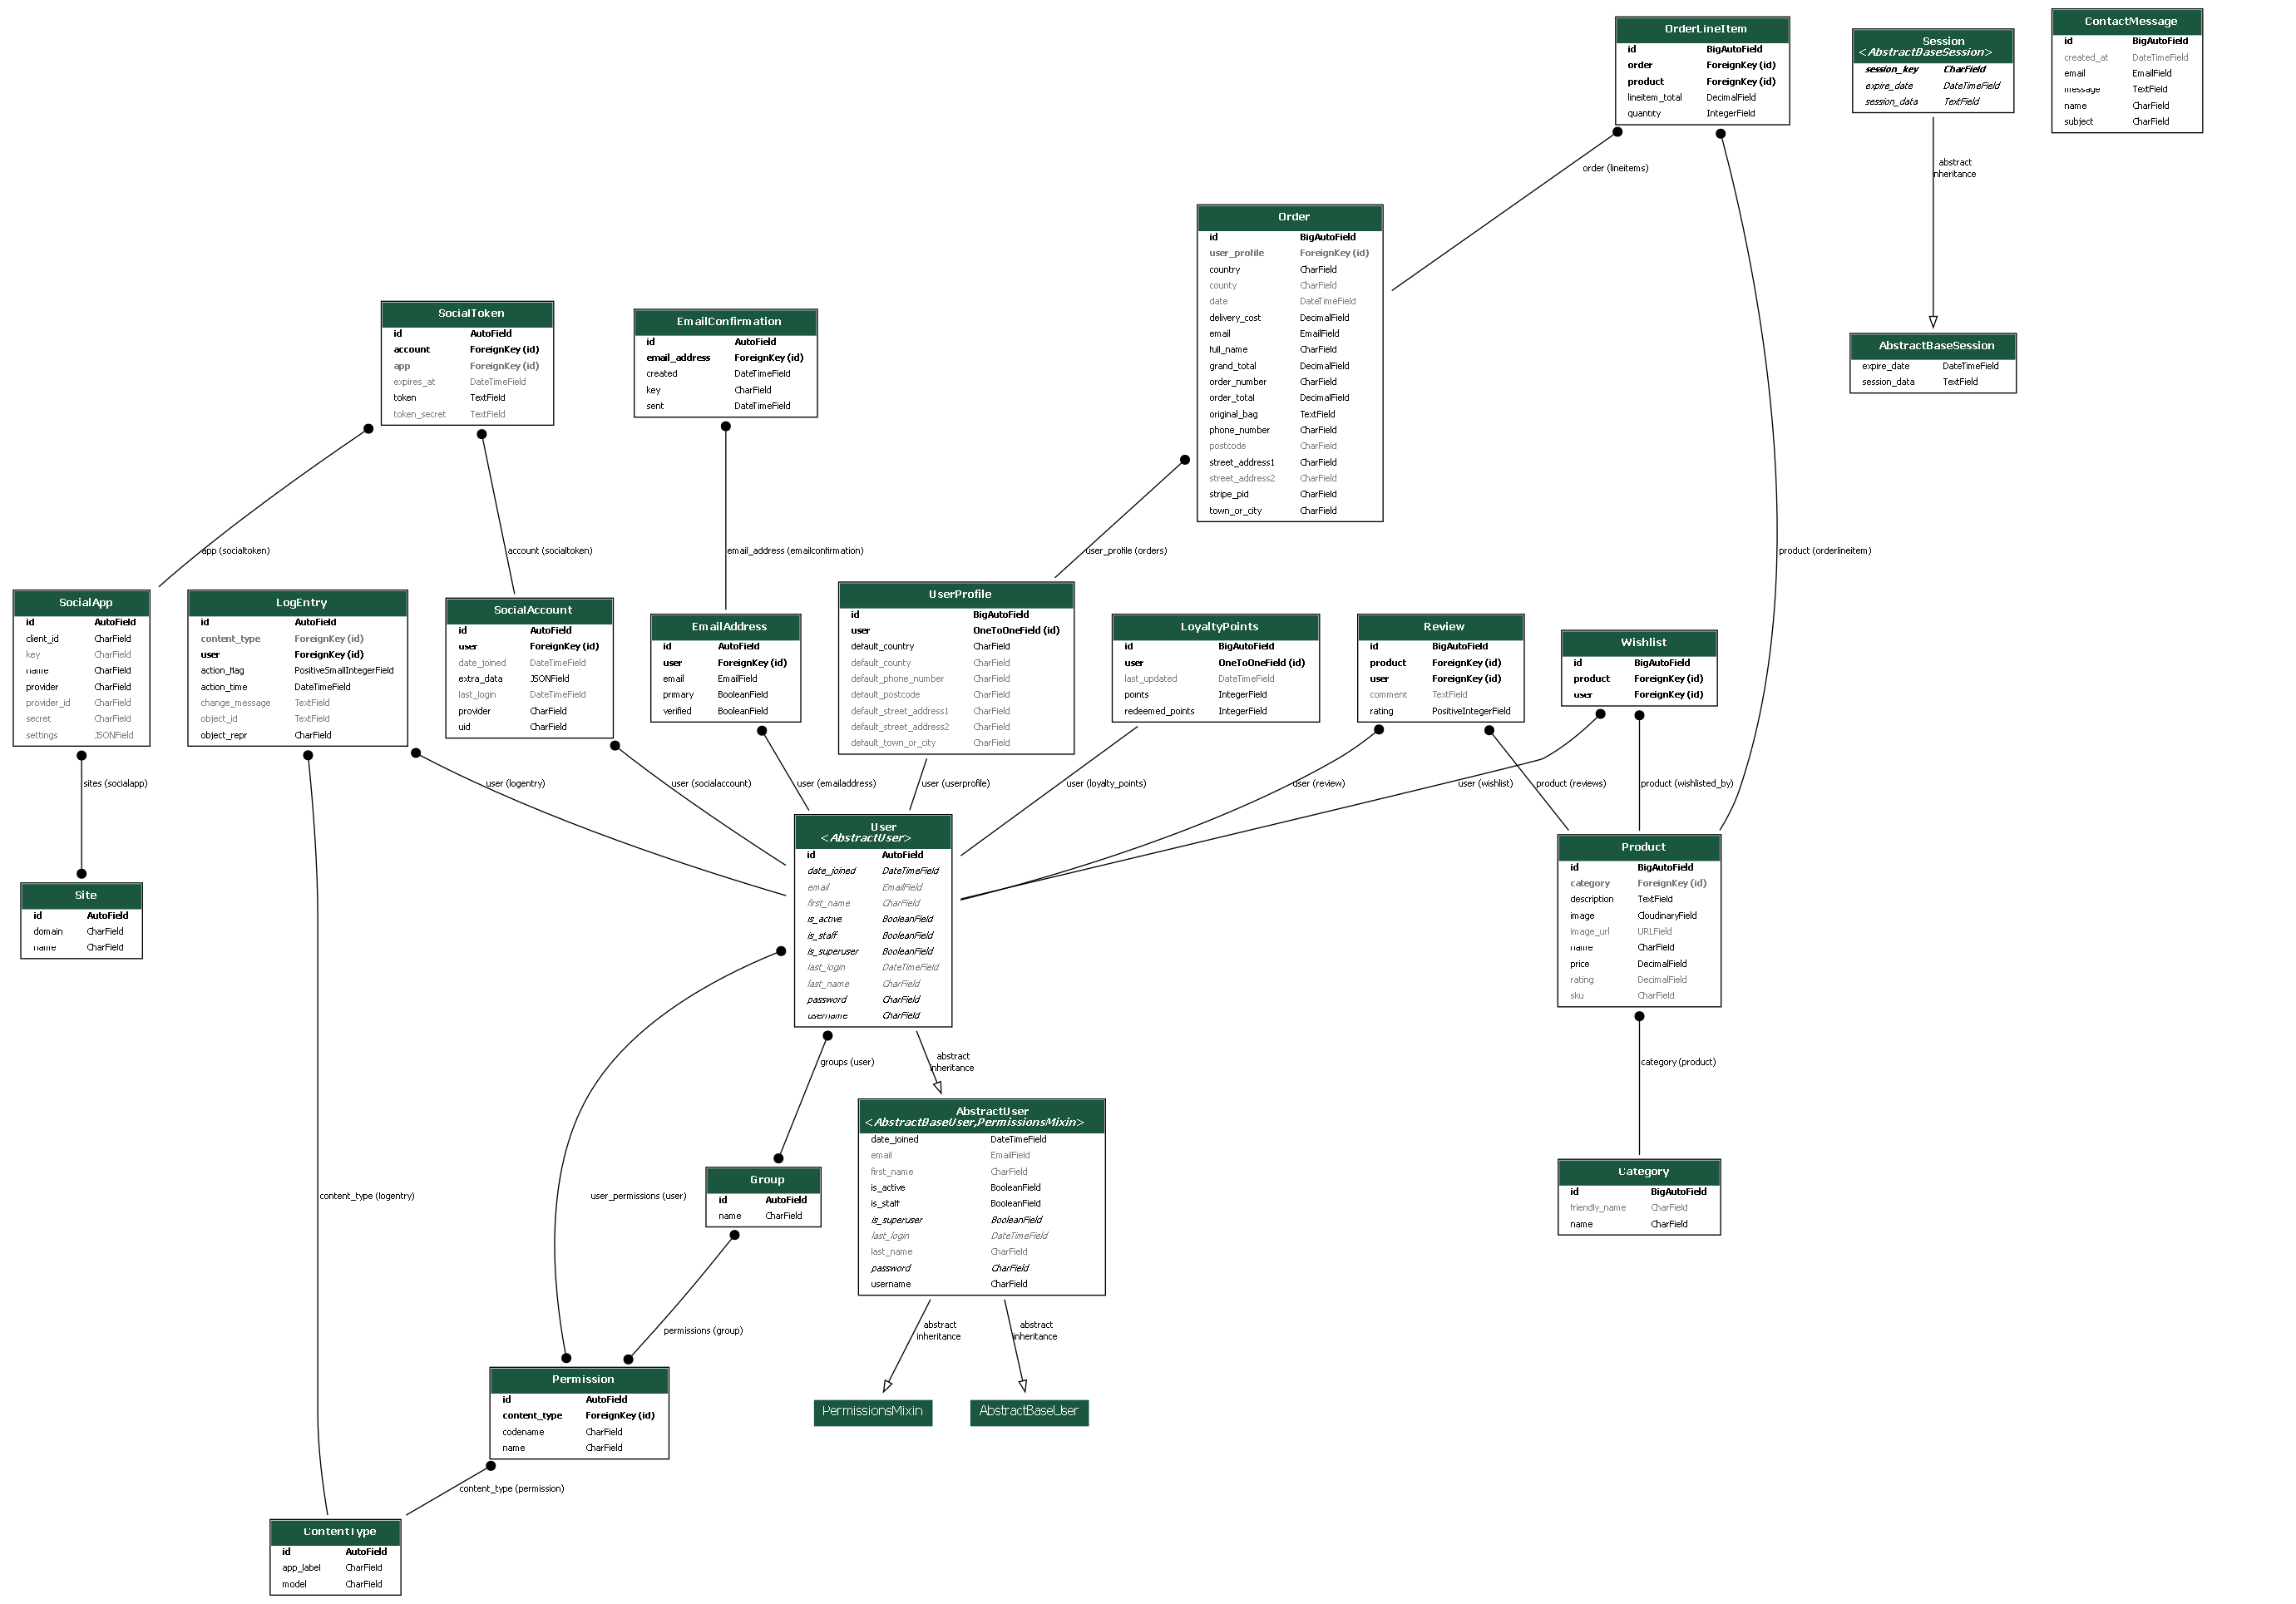 OrderLineItem
id BigAutoField
order ForeignKey (id)
product ForeignKey (id)
lineitem_total DecimalField
quantity IntegerField
Session
<AbstractBaseSession>
session_key CharField
expire_date DateTimeField
session_data TextField
ContactMessage
id BigAutoField
created_at DateTimeField
email EmailField
message TextField
name CharField
subject CharField
order (lineitems)
abstract
inheritance
Order
id BigAutoField
user_profile ForeignKey (id)
country CharField
county CharField
date DateTimeField
delivery_cost DecimalField
email EmailField
full_name CharField
grand_total DecimalField
order_number CharField
order_total DecimalField
original_bag TextField
phone_number CharField
postcode CharField
street_address1 CharField
street_address2 CharField
stripe_pid CharField
town_or_city CharField
SocialToken
id AutoField
account ForeignKey (id)
app ForeignKey (id)
expires_at DateTimeField
token TextField
token_secret TextField
EmailConfirmation
id AutoField
email_address ForeignKey (id)
created DateTimeField
key CharField
sent DateTimeField
AbstractBaseSession
expire_date DateTimeField
session_data TextField
app (socialtoken)
account (socialtoken)
email_address (emailconfirmation)
user_profile (orders)
product (orderlineitem)
SocialApp
id AutoField
client_id CharField
key CharField
name CharField
provider CharField
provider_id CharField
secret CharField
settings JSONField
LogEntry
id AutoField
content_type ForeignKey (id)
user ForeignKey (id)
action_flag PositiveSmallIntegerField
action_time DateTimeField
change_message TextField
object_id TextField
object_repr CharField
SocialAccount
id AutoField
user ForeignKey (id)
date_joined DateTimeField
extra_data JSONField
last_login DateTimeField
provider CharField
uid CharField
EmailAddress
id AutoField
user ForeignKey (id)
email EmailField
primary BooleanField
verified BooleanField
UserProfile
id BigAutoField
user OneToOneField (id)
default_country CharField
default_county CharField
default_phone_number CharField
default_postcode CharField
default_street_address1 CharField
default_street_address2 CharField
default_town_or_city CharField
LoyaltyPoints
id BigAutoField
user OneToOneField (id)
last_updated DateTimeField
points IntegerField
redeemed_points IntegerField
Review
id BigAutoField
product ForeignKey (id)
user ForeignKey (id)
comment TextField
rating PositiveIntegerField
Wishlist
id BigAutoField
product ForeignKey (id)
user ForeignKey (id)
sites (socialapp)
user (logentry)
user (socialaccount)
user (emailaddress)
user (userprofile)
user (loyalty_points)
user (review)
user (wishlist)
product (reviews)
product (wishlisted_by)
Site
id AutoField
domain CharField
name CharField
User
<AbstractUser>
id AutoField
date_joined DateTimeField
email EmailField
first_name CharField
is_active BooleanField
is_staff BooleanField
is_superuser BooleanField
last_login DateTimeField
last_name CharField
password CharField
username CharField
Product
id BigAutoField
category ForeignKey (id)
description TextField
image CloudinaryField
image_url URLField
name CharField
price DecimalField
rating DecimalField
sku CharField
groups (user)
abstract
inheritance
category (product)
AbstractUser
<AbstractBaseUser,PermissionsMixin>
date_joined DateTimeField
email EmailField
first_name CharField
is_active BooleanField
is_staff BooleanField
is_superuser BooleanField
last_login DateTimeField
last_name CharField
password CharField
username CharField
Group
id AutoField
name CharField
Category
id BigAutoField
friendly_name CharField
name CharField
content_type (logentry)
user_permissions (user)
permissions (group)
abstract
inheritance
abstract
inheritance
Permission
id AutoField
content_type ForeignKey (id)
codename CharField
name CharField
PermissionsMixin
AbstractBaseUser
content_type (permission)
ContentType
id AutoField
app_label CharField
model CharField